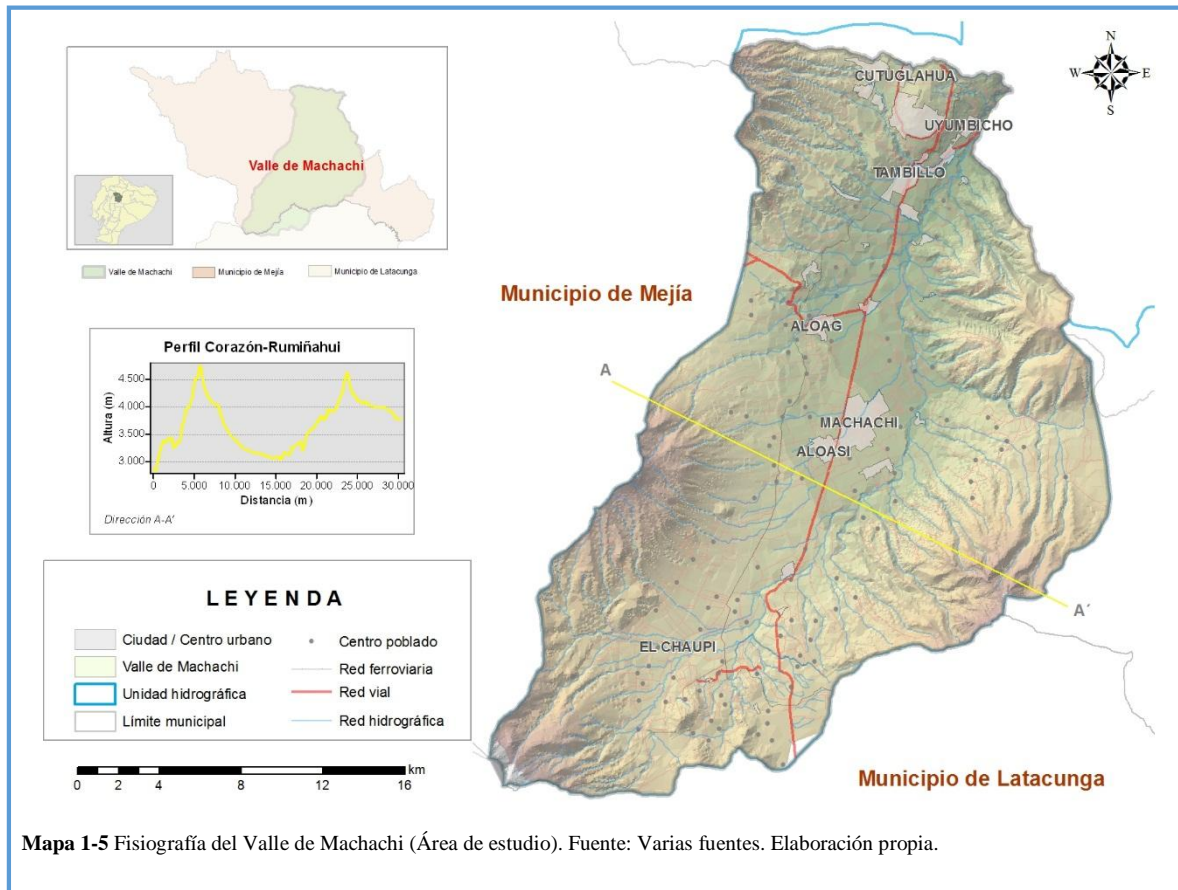 Valle de Machachi
Valle de Machachi
Municipio de Mejía
Municipio de Latacunga
Perfil Corazón-Rumiñahui
Altura (m)
4.500
4.000
3.500
3.000
0
5.000
10.000
15.000
20.000
25.000
30.000
Distancia (m)
Dirección A-A'
LEYENDA
Ciudad / Centro urbano
Valle de Machachi
Unidad hidrográfica
Límite municipal
Centro poblado
Red ferroviaria
Red vial
Red hidrográfica
0 2 4 8 12 16 km
N
W E
S
CUTUGLAHUA
UYUMBICHO
TAMBILLO
Municipio de Mejía
ALOAG
A
MACHACHI
ALOASI
A´
EL CHAUPI
Municipio de Latacunga
Mapa 1-5 Fisiografía del Valle de Machachi (Área de estudio). Fuente: Varias fuentes. Elaboración propia.